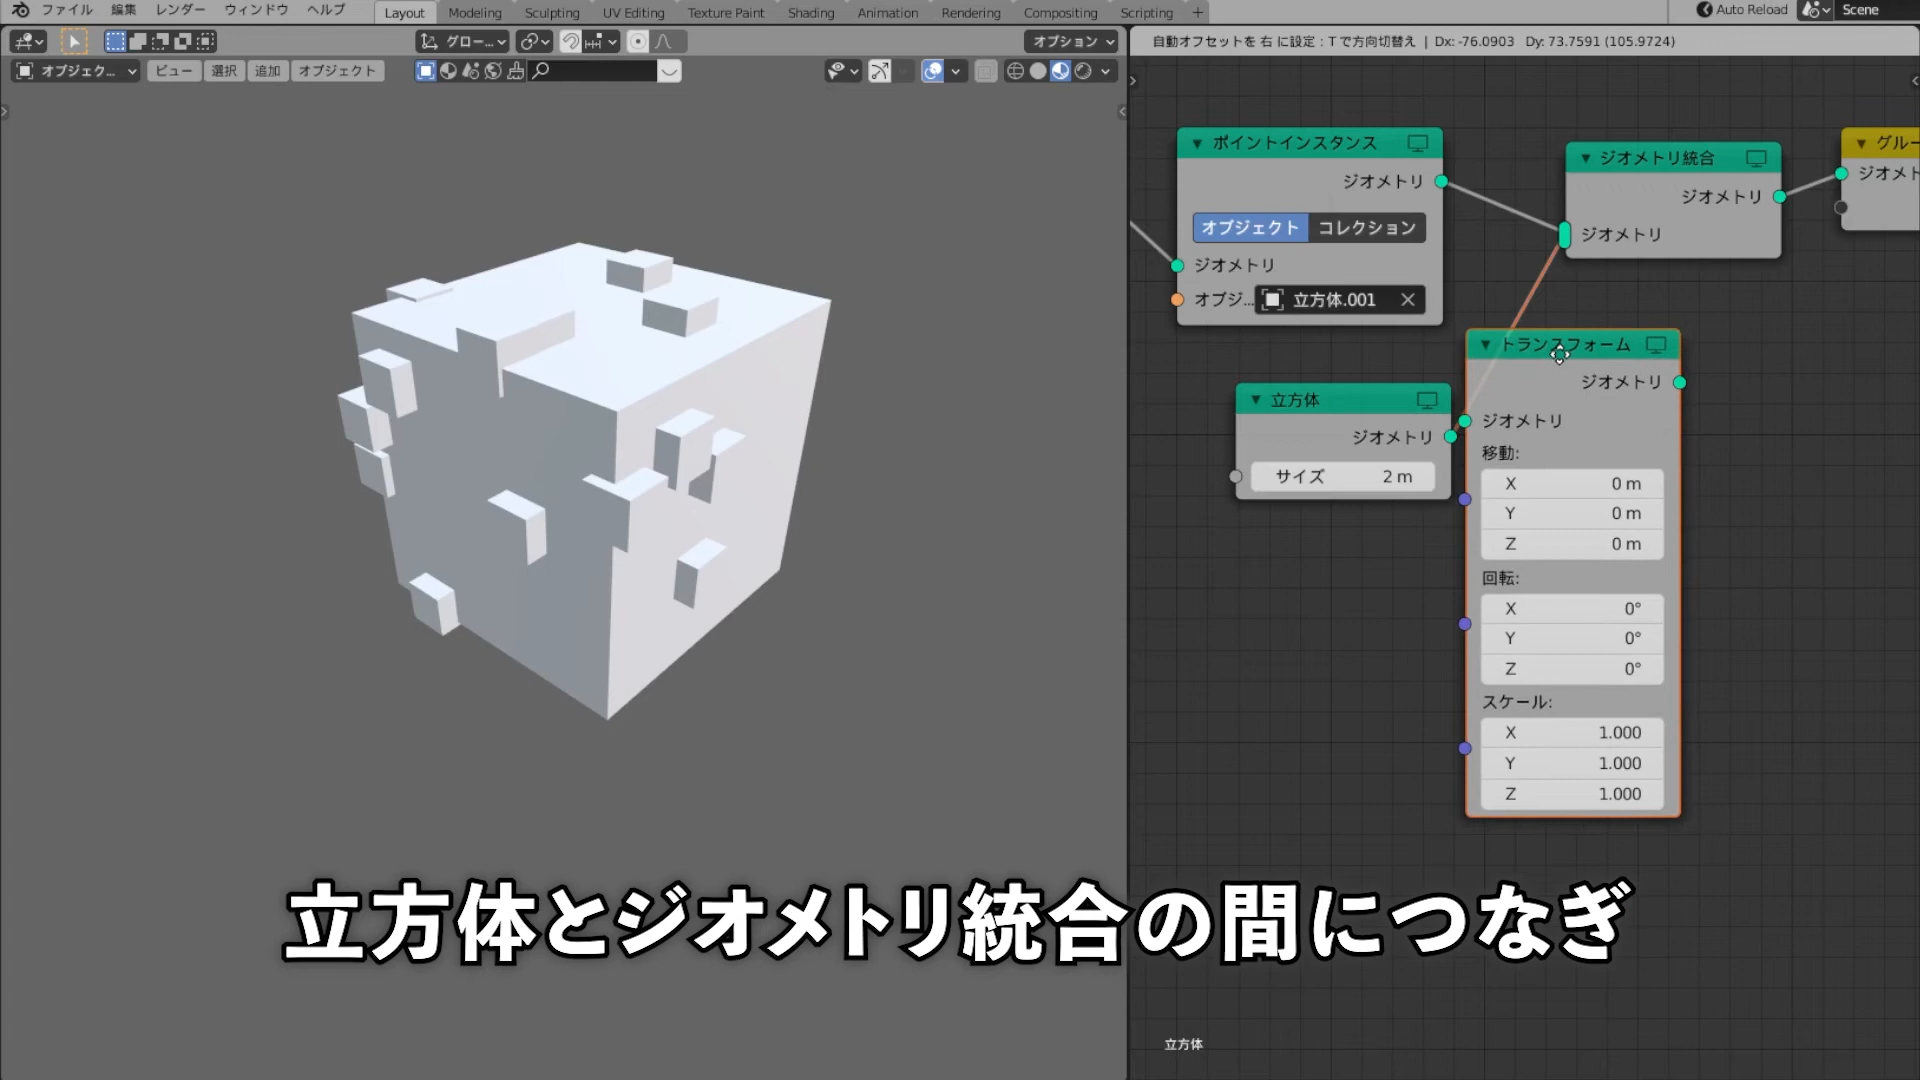 ファイル 編集 レンダー ウィンドウ ヘルプ Layout Modeling Sculpting UV Editing Texture Paint Shading Animation Rendering Compositing Scripting + Auto Reload Scene
グロー... オプション
オブジェク... ビュー 選択 追加 オブジェクト
自動オフセットを 右 に設定 : T で方向切替え | Dx: -76.0903 Dy: 73.7591 (105.9724)
ポイントインスタンス
ジオメトリ
オブジェクト コレクション
ジオメトリ
オブジ... 立方体.001
ジオメトリ統合
ジオメトリ
ジオメトリ
グルー
ジオメト
立方体
ジオメトリ
サイズ 2 m
トランスフォーム
ジオメトリ
ジオメトリ
移動:
X 0 m
Y 0 m
Z 0 m
回転:
X 0°
Y 0°
Z 0°
スケール:
X 1.000
Y 1.000
Z 1.000
立方体とジオメトリ統合の間につなぎ
立方体